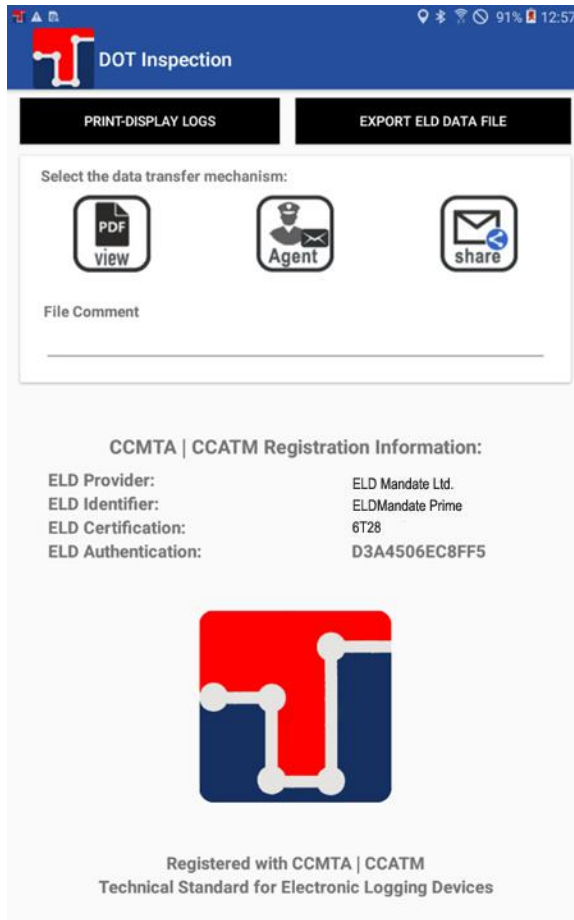 91% 12:57
DOT Inspection
PRINT-DISPLAY LOGS EXPORT ELD DATA FILE
Select the data transfer mechanism:
PDF
view Agent share
File Comment
CCMTA | CCATM Registration Information:
ELD Provider: ELD Mandate Ltd.
ELD Identifier: ELDMandate Prime
ELD Certification: 6T28
ELD Authentication: D3A4506EC8FF5
Registered with CCMTA | CCATM
Technical Standard for Electronic Logging Devices